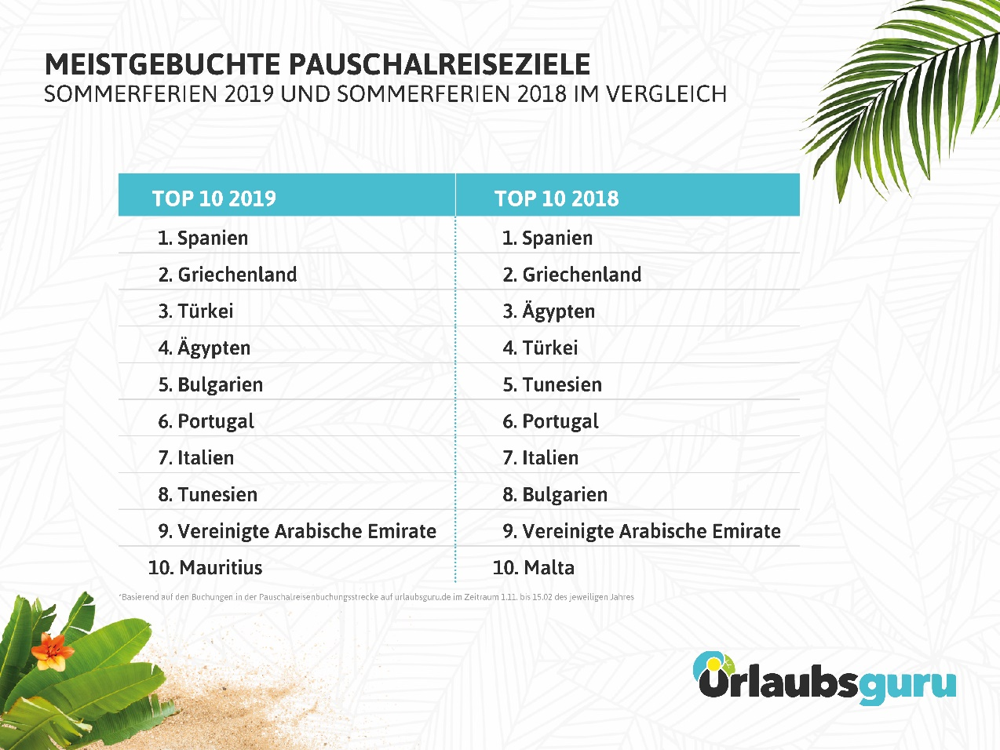 MEISTGEBUCHTE PAUSCHALREISEZIELE
SOMMERFERIEN 2019 UND SOMMERFERIEN 2018 IM VERGLEICH
TOP 10 2019
TOP 10 2018
1. Spanien
1. Spanien
2. Griechenland
2. Griechenland
3. Türkei
3. Ägypten
4. Ägypten
4. Türkei
5. Bulgarien
5. Tunesien
6. Portugal
6. Portugal
7. Italien
7. Italien
8. Tunesien
8. Bulgarien
9. Vereinigte Arabische Emirate
9. Vereinigte Arabische Emirate
10. Mauritius
10. Malta
*Basierend auf den Buchungen in der Pauschalreisenbuchungsstrecke auf urlaubsguru.de im Zeitraum 1.11. bis 15.02 des jeweiligen Jahres
Urlaubsguru